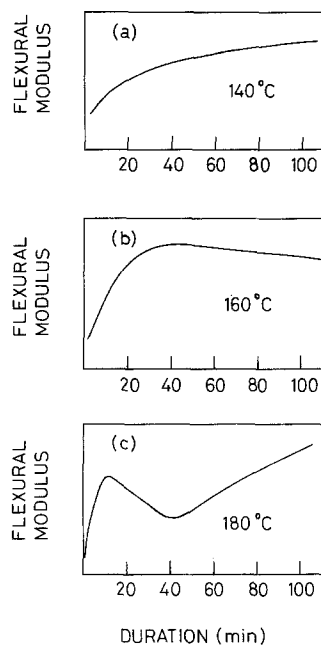 (a)
FLEXURAL
MODULUS
140 °C
20 40 60 80 100
(b)
FLEXURAL
MODULUS
160°C
20 40 60 80 100
(c)
FLEXURAL
MODULUS
180 °C
20 40 60 80 100
DURATION (min)